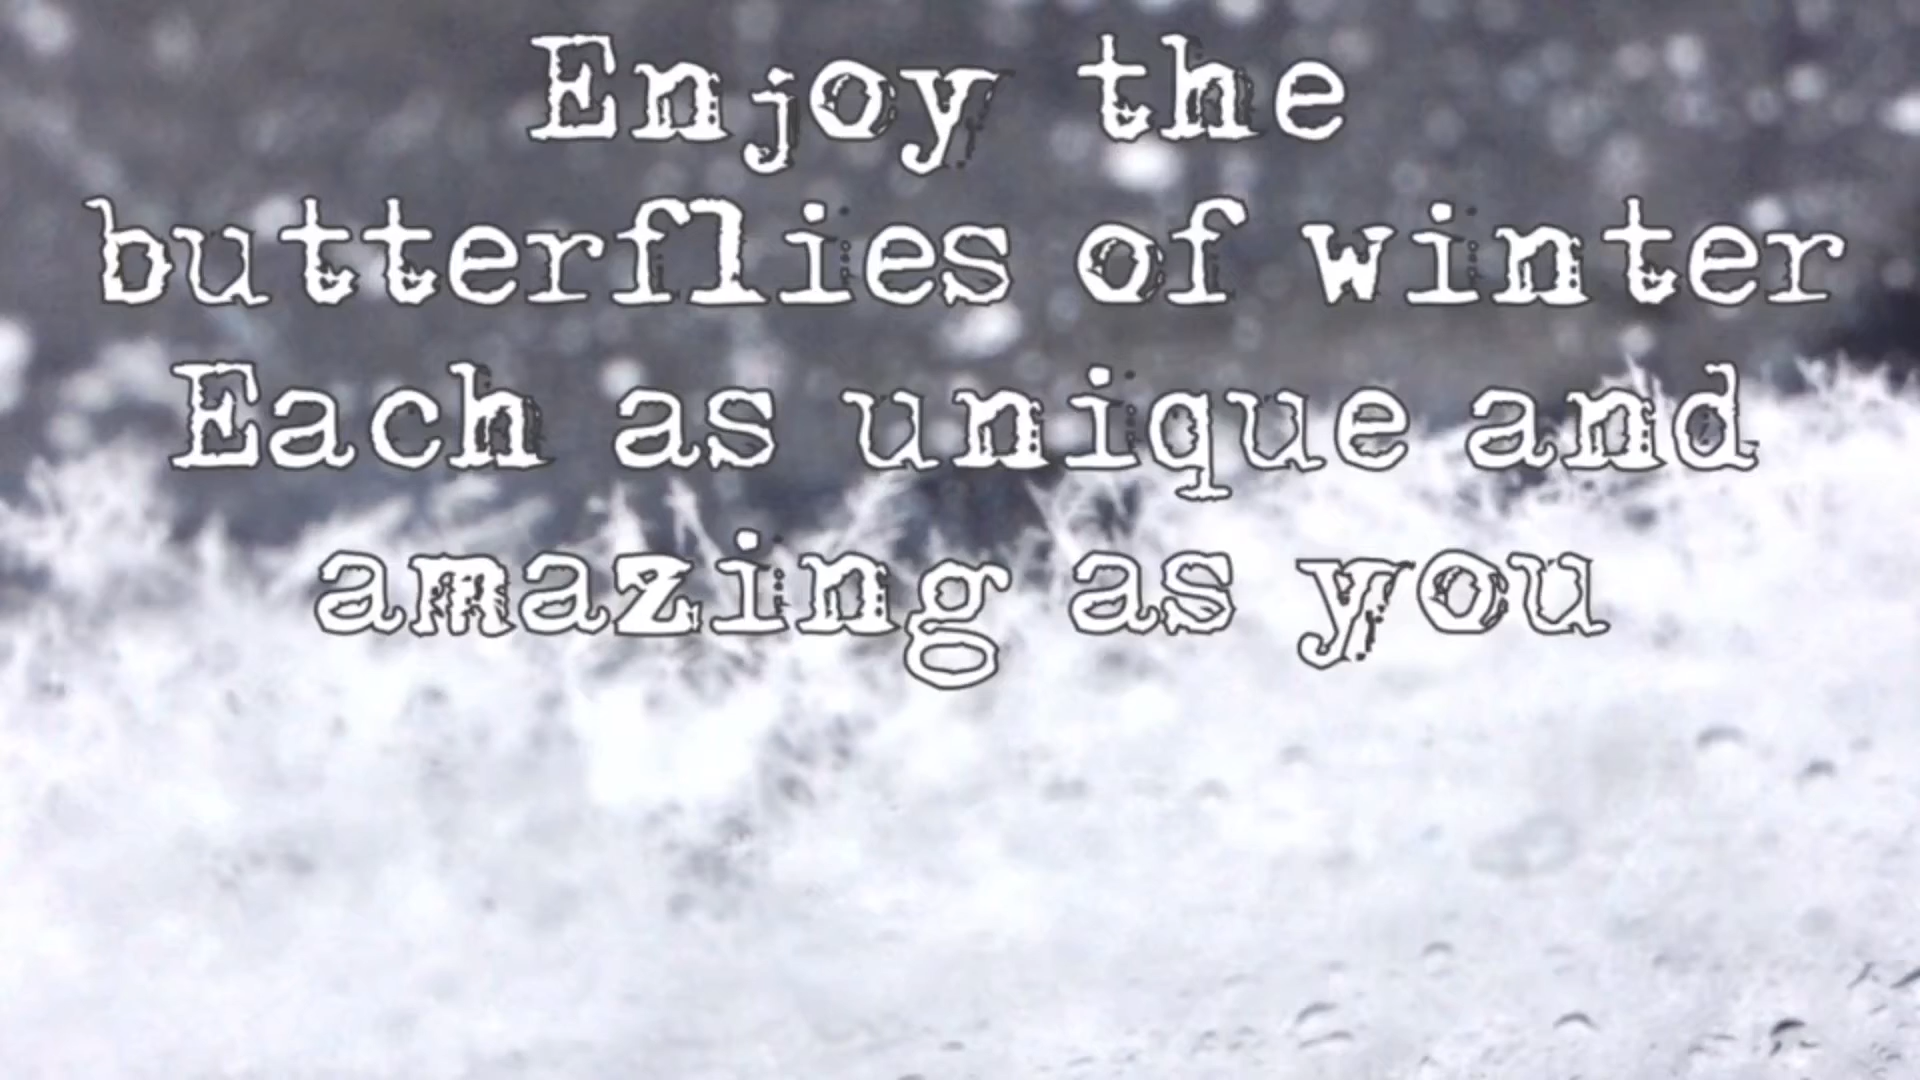 Enjoy the
butterflies of winter
Each as unique and
amazing as you